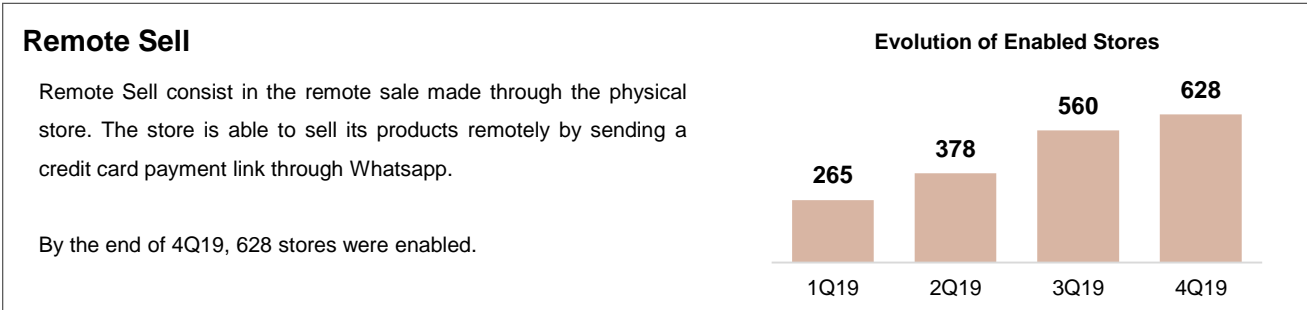 Remote Sell
Remote Sell consist in the remote sale made through the physical
store. The store is able to sell its products remotely by sending a
credit card payment link through Whatsapp.
By the end of 4Q19, 628 stores were enabled.
Evolution of Enabled Stores
265
378
560
628
1Q19
2Q19
3Q19
4Q19